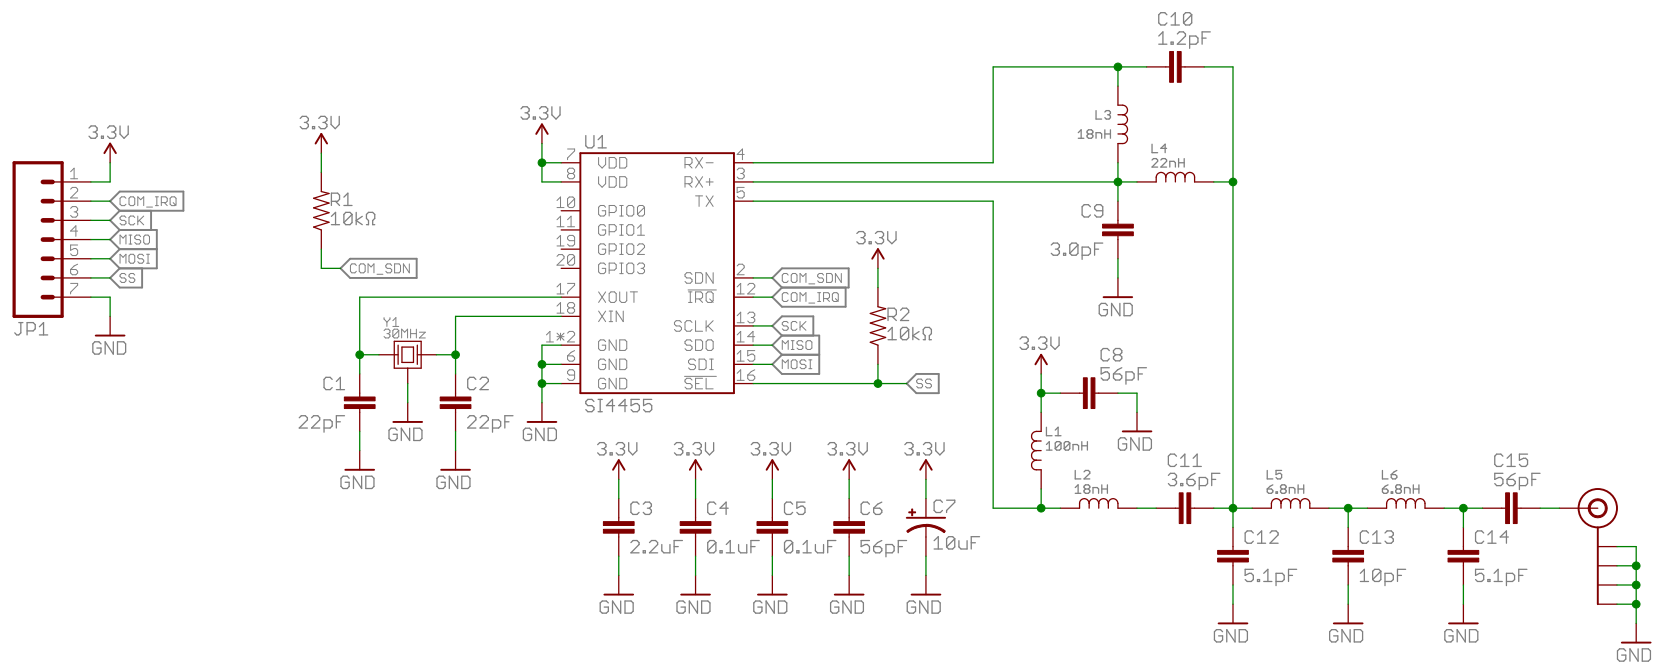 3.3V
1
2
3
4
5
6
7
COM_IRQ
SCK
MISO
MOSI
SS
JP1
GND
3.3V
R1
10kΩ
COM_SDN
Y1
30MHz
C1
22pF
GND
GND
C2
22pF
GND
3.3V
U1
7 VDD
8 VDD
10 GPIO0
11 GPIO1
19 GPIO2
20 GPIO3
17 XOUT
18 XIN
1*2 GND
6 GND
9 GND
RX- 4
RX+ 3
TX 5
SDN 2
IRQ 12
SCLK 13
SDO 14
SDI 15
SEL 16
SI4455
GND
COM_SDN
COM_IRQ
SCK
MISO
MOSI
SS
3.3V
R2
10kΩ
3.3V
C3
2.2uF
GND
3.3V
C4
0.1uF
GND
3.3V
C5
0.1uF
GND
3.3V
C6
56pF
GND
3.3V
+
C7
10uF
GND
C10
1.2pF
L3
18nH
L4
22nH
C9
3.0pF
GND
3.3V
C8
56pF
GND
L1
100nH
L2
18nH
C11
3.6pF
L5
6.8nH
L6
6.8nH
C15
56pF
C12
5.1pF
GND
C13
10pF
GND
C14
5.1pF
GND
GND